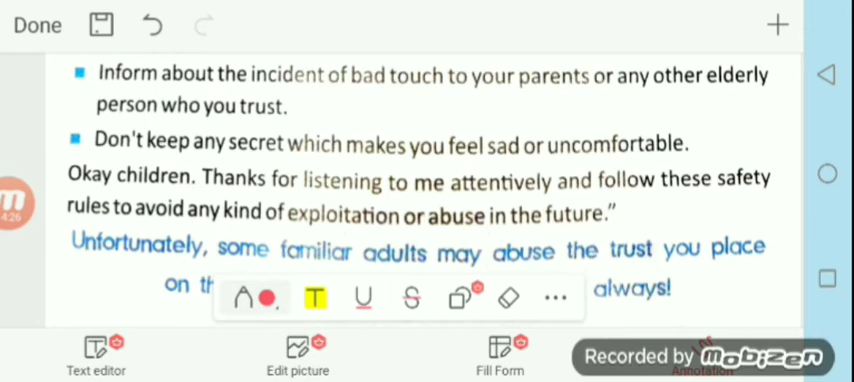 Done
Inform about the incident of bad touch to your parents or any other elderly
person who you trust.
Don't keep any secret which makes you feel sad or uncomfortable.
Okay children. Thanks for listening to me attentively and follow these safety
rules to avoid any kind of exploitation or abuse in the future."
4:26
Unfortunately, some familiar adults may abuse the trust you place
on always!
T U S
Text editor Edit picture Fill Form Annotation
Recorded by mobizen